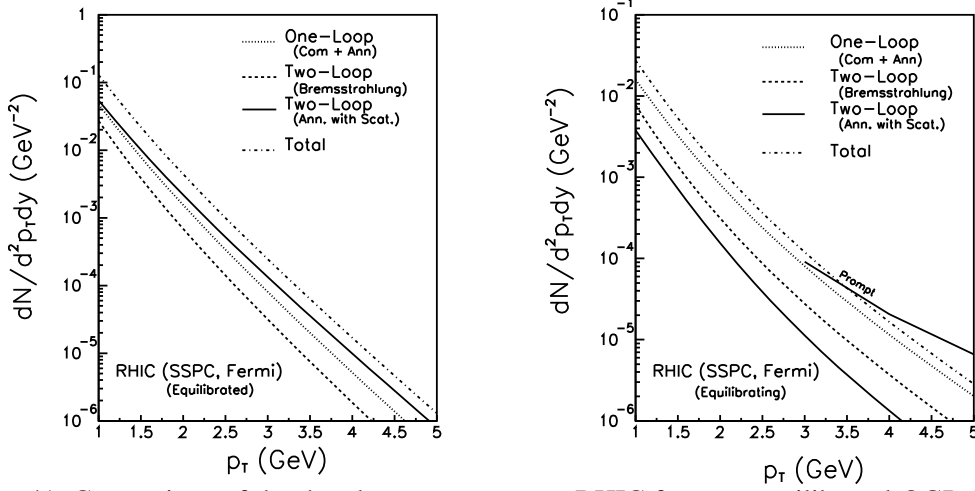 1
10^-1
10^-2
10^-3
10^-4
10^-5
10^-6
dN/d^2p_Tdy (GeV^-2)
One-Loop
(Com + Ann)
Two-Loop
(Bremsstrahlung)
Two-Loop
(Ann. with Scat.)
Total
RHIC (SSPC, Fermi)
(Equilibrated)
1 1.5 2 2.5 3 3.5 4 4.5 5
p_T (GeV)
10^-1
10^-2
10^-3
10^-4
10^-5
10^-6
dN/d^2p_Tdy (GeV^-2)
One-Loop
(Com + Ann)
Two-Loop
(Bremsstrahlung)
Two-Loop
(Ann. with Scat.)
Total
Prompt
RHIC (SSPC, Fermi)
(Equilibrating)
1 1.5 2 2.5 3 3.5 4 4.5 5
p_T (GeV)